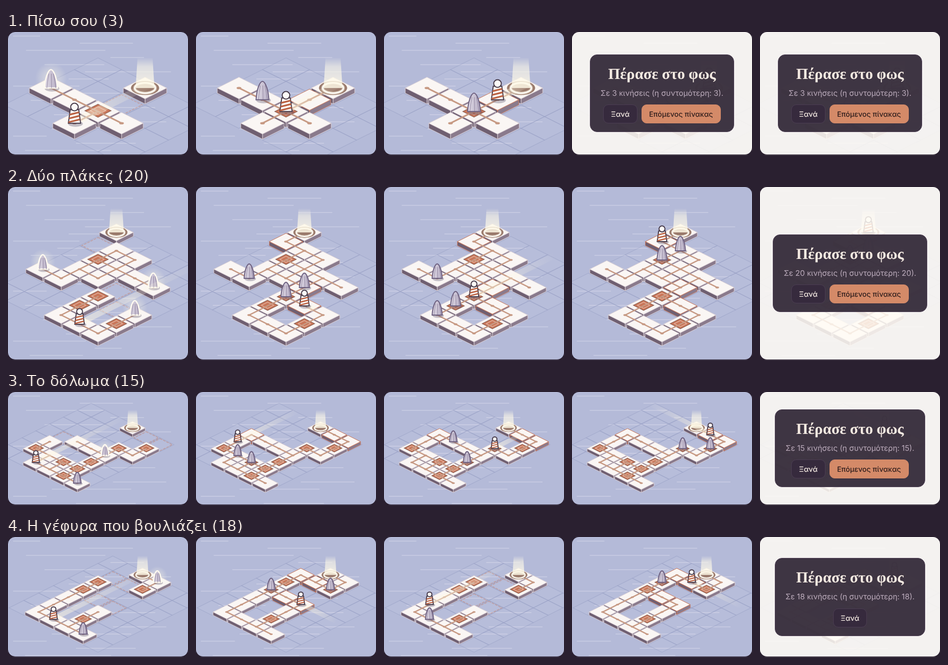 1. Πίσω σου (3)
Πέρασε στο φως
Σε 3 κινήσεις (η συντομότερη: 3).
Ξανά
Επόμενος πίνακας
Πέρασε στο φως
Σε 3 κινήσεις (η συντομότερη: 3).
Ξανά
Επόμενος πίνακας
2. Δύο πλάκες (20)
Πέρασε στο φως
Σε 20 κινήσεις (η συντομότερη: 20).
Ξανά
Επόμενος πίνακας
3. Το δόλωμα (15)
Πέρασε στο φως
Σε 15 κινήσεις (η συντομότερη: 15).
Ξανά
Επόμενος πίνακας
4. Η γέφυρα που βουλιάζει (18)
Πέρασε στο φως
Σε 18 κινήσεις (η συντομότερη: 18).
Ξανά